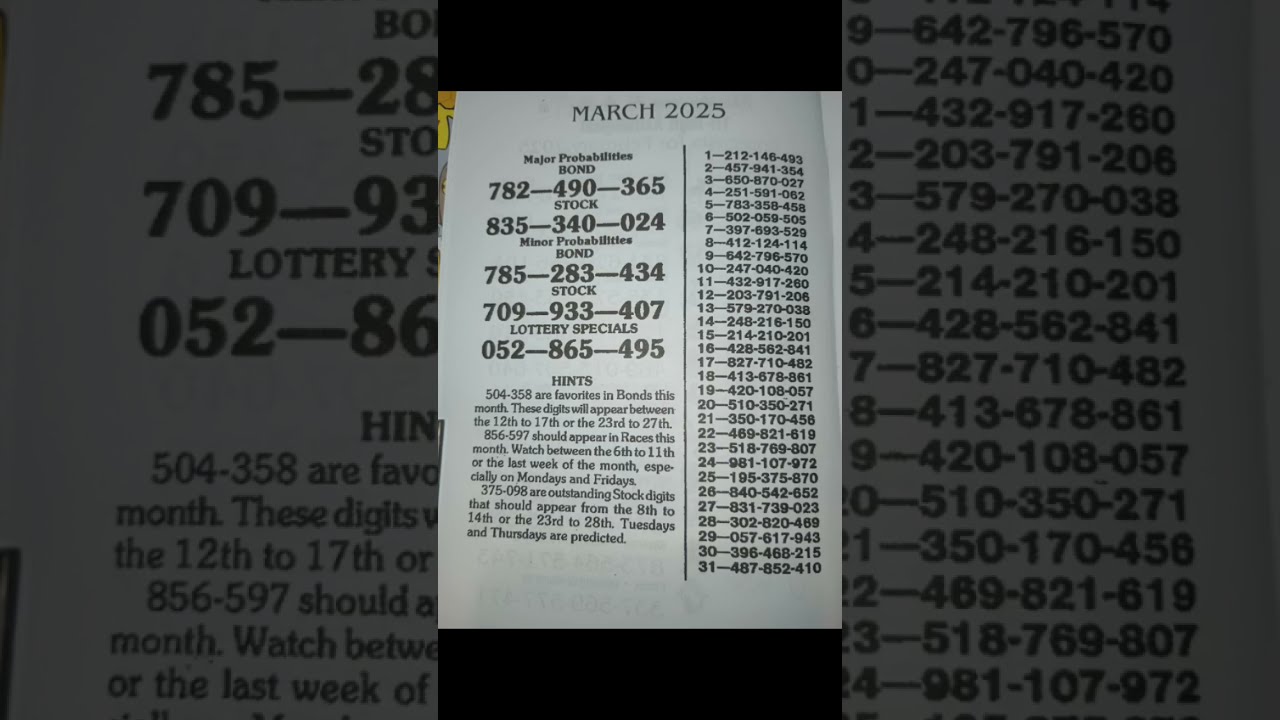 MARCH 2025
Major Probabilities
BOND
782—490—365
STOCK
835—340—024
Minor Probabilities
BOND
785—283—434
STOCK
709—933—407
LOTTERY SPECIALS
052—865—495
HINTS
504-358 are favorites in Bonds this
month. These digits will appear between
the 12th to 17th or the 23rd to 27th.
856-597 should appear in Races this
month. Watch between the 6th to 11th
or the last week of the month, espe-
cially on Mondays and Fridays.
375-098 are outstanding Stock digits
that should appear from the 8th to
14th or the 23rd to 28th. Tuesdays
and Thursdays are predicted.
1—212-146-493
2—457-941-354
3—650-870-027
4—251-591-062
5—783-358-458
6—502-059-505
7—397-693-529
8—412-124-114
9—642-796-570
10—247-040-420
11—432-917-260
12—203-791-206
13—579-270-038
14—248-216-150
15—214-210-201
16—428-562-841
17—827-710-482
18—413-678-861
19—420-108-057
20—510-350-271
21—350-170-456
22—469-821-619
23—518-769-807
24—981-107-972
25—195-375-870
26—840-542-652
27—831-739-023
28—302-820-469
29—057-617-943
30—396-468-215
31—487-852-410